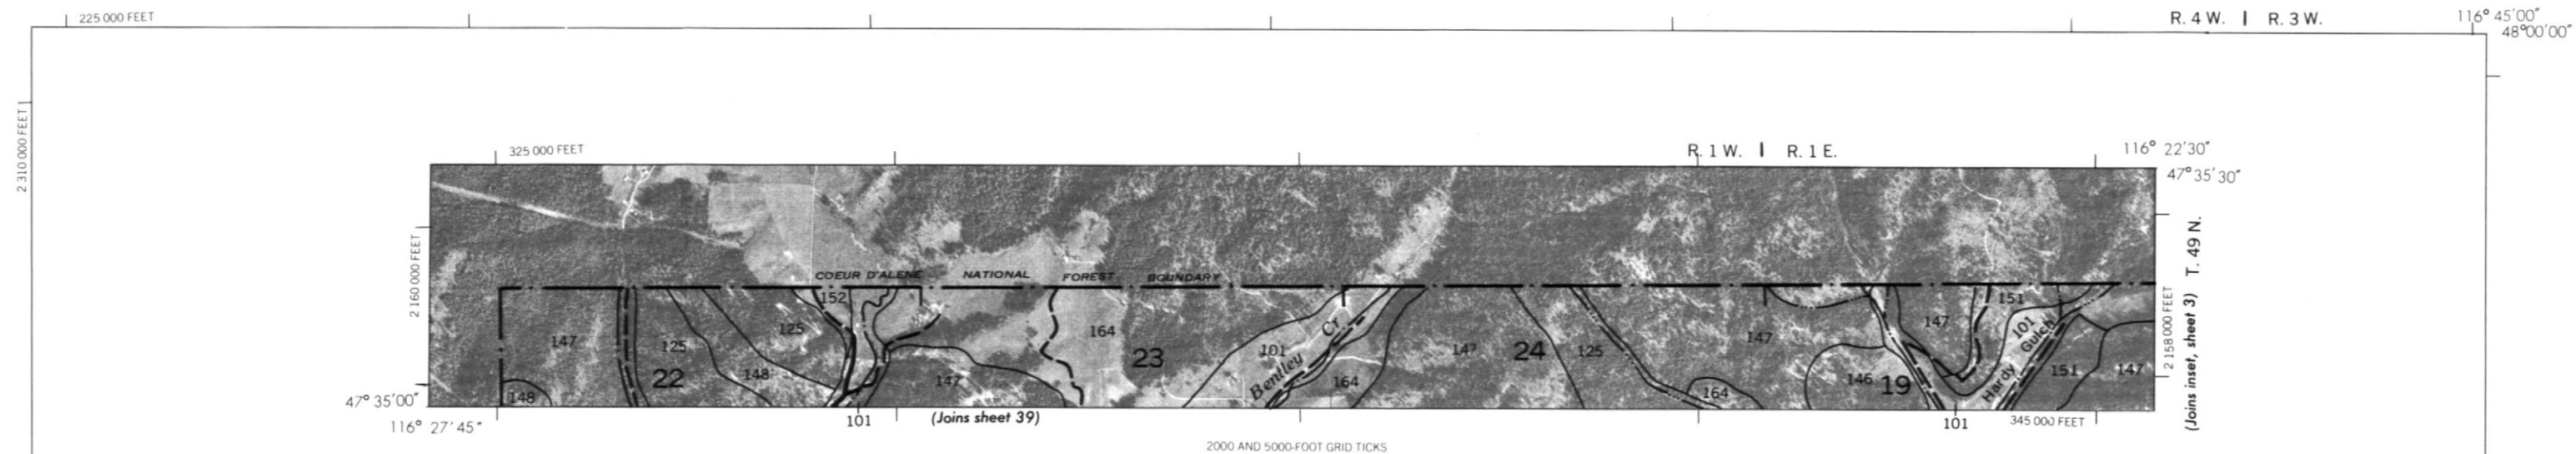 225 000 FEET
R. 4 W. | R. 3 W.
116° 45' 00"
48° 00' 00"
2 310 000 FEET
325 000 FEET
R. 1 W. | R. 1 E.
116° 22' 30"
47° 35' 30"
2 160 000 FEET
COEUR D'ALENE NATIONAL FOREST BOUNDARY
T. 49 N.
(Joins inset, sheet 3)
2 158 000 FEET
152
151
147
125
125
148
22
148
147
164
23
101
Bentley Cr
164
147
24
125
164
147
146
19
147
101
Hardy Gulch
151
147
47° 35' 00"
116° 27' 45"
101
(Joins sheet 39)
101
345 000 FEET
2000 AND 5000-FOOT GRID TICKS